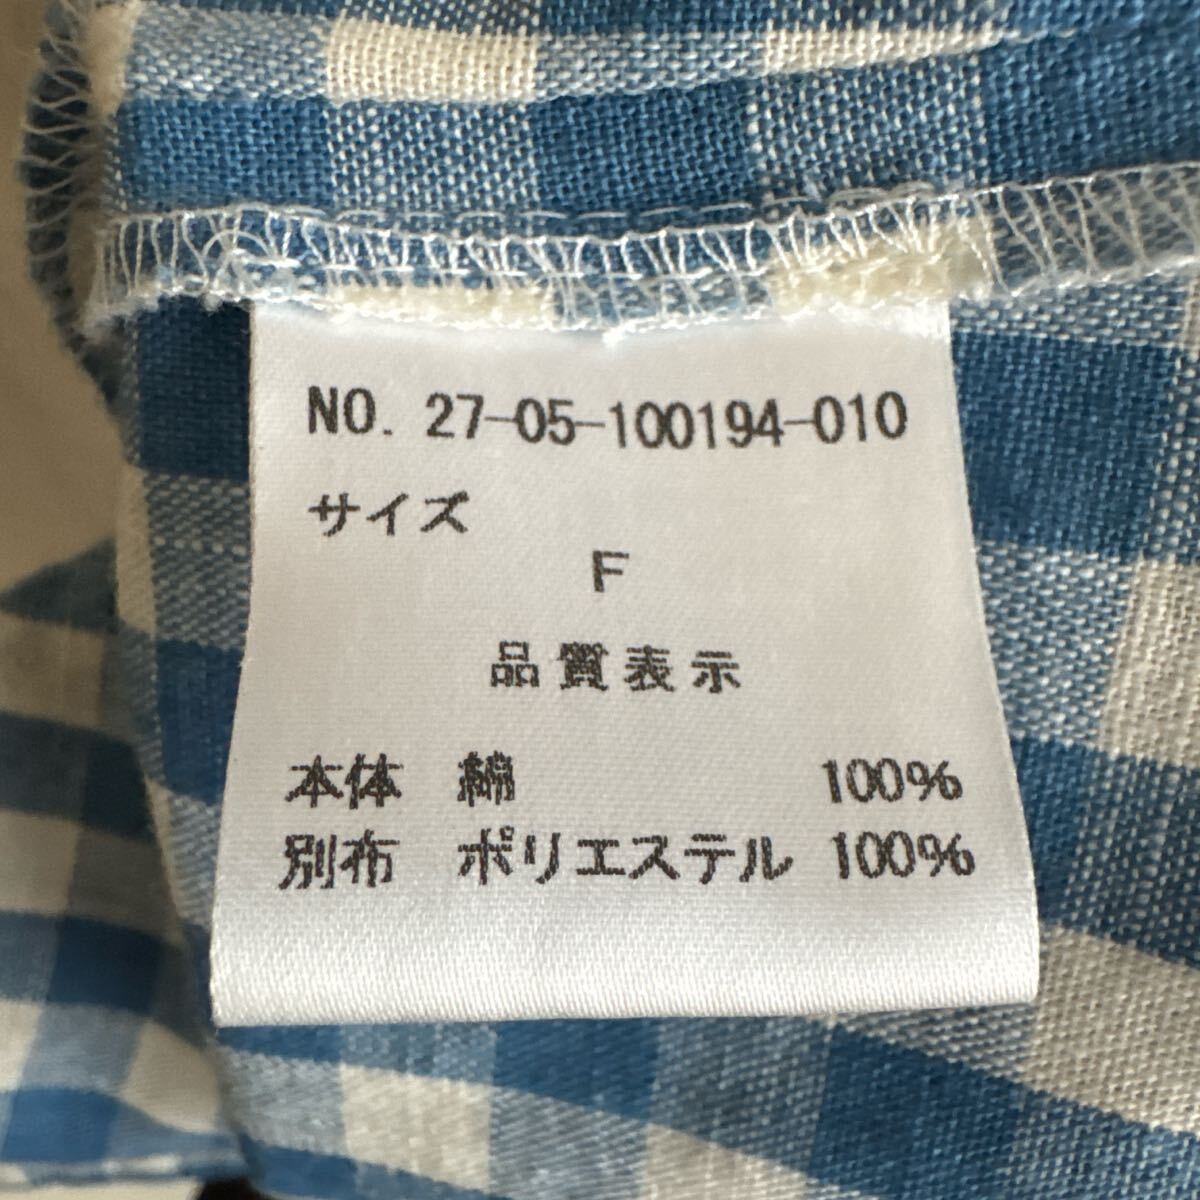 NO. 27-05-100194-010
サイズ
F
品質表示
本体 綿 100%
別布 ポリエステル 100%